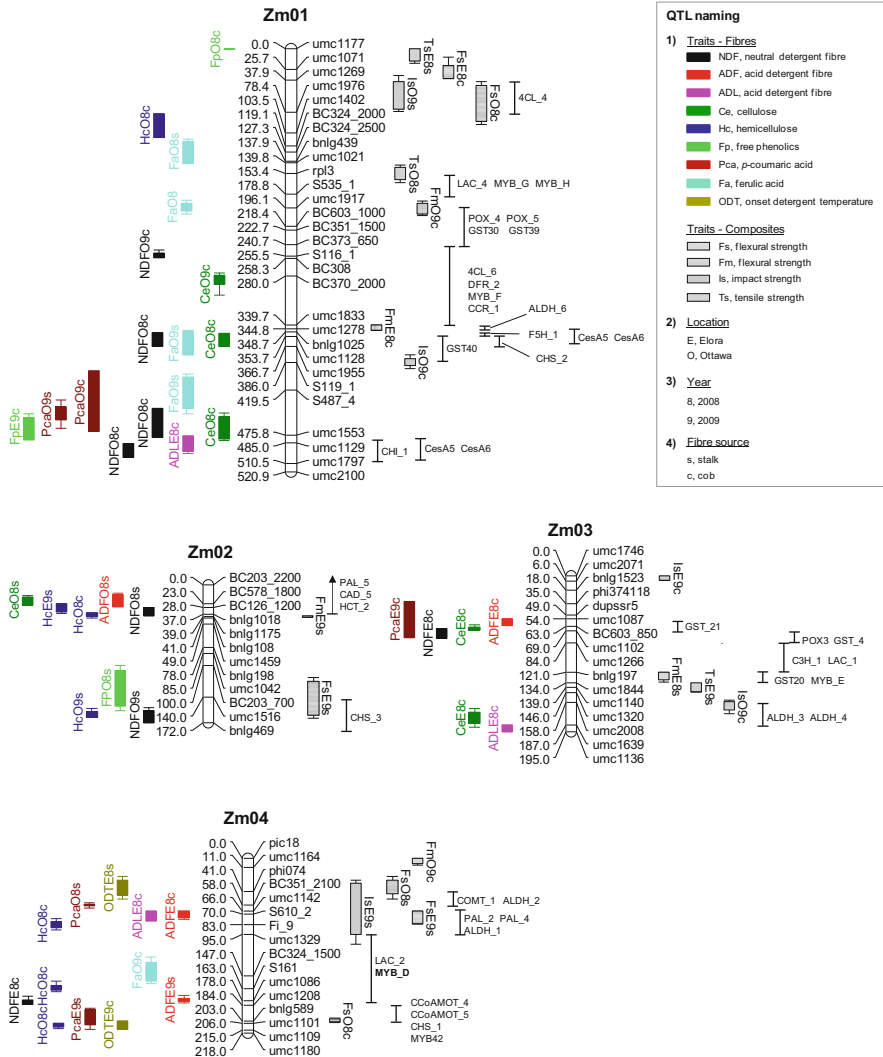 Zm01
0.0 umc1177
25.7 umc1071
37.9 umc1269
78.4 umc1976
103.5 umc1402
119.1 BC324_2000
127.3 BC324_2500
137.9 bnlg439
139.8 umc1021
153.4 rpl3
178.8 S535_1
196.1 umc1917
218.4 BC603_1000
222.7 BC351_1500
240.7 BC373_650
255.5 S116_1
258.3 BC308
280.0 BC370_2000
339.7 umc1833
344.8 umc1278
348.7 bnlg1025
353.7 umc1128
366.7 umc1955
386.0 S119_1
419.5 S487_4
475.8 umc1553
485.0 umc1129
510.5 umc1797
520.9 umc2100
FpO8c
HcO8c
FaO8s
FaO8
NDFO9c
CeO9c
NDFO8c
FaO9s
CeO8c
FpE9c
PcaO9s
PcaO9c
NDFO8c
NDFO8c
FaO9s
ADLE8c
CeO8c
TsE8s
FsE8c
IsO9s
FsO8c
4CL_4
TsO8s
FmO9c
LAC_4 MYB_G MYB_H
POX_4 POX_5
GST30 GST39
4CL_6
DFR_2
MYB_F
CCR_1
ALDH_6
FmE8c
F5H_1
CesA5 CesA6
IsO9c
GST40
CHS_2
CHI_1
CesA5 CesA6
QTL naming
1) Traits - Fibres
NDF, neutral detergent fibre
ADF, acid detergent fibre
ADL, acid detergent fibre
Ce, cellulose
Hc, hemicellulose
Fp, free phenolics
Pca, p-coumaric acid
Fa, ferulic acid
ODT, onset detergent temperature
Traits - Composites
Fs, flexural strength
Fm, flexural strength
Is, impact strength
Ts, tensile strength
2) Location
E, Elora
O, Ottawa
3) Year
8, 2008
9, 2009
4) Fibre source
s, stalk
c, cob
Zm02
0.0 BC203_2200
23.0 BC578_1800
28.0 BC126_1200
37.0 bnlg1018
39.0 bnlg1175
41.0 bnlg108
49.0 umc1459
78.0 bnlg198
85.0 umc1042
100.0 BC203_700
140.0 umc1516
172.0 bnlg469
CeO8s
HcE9s
HcO8c
ADFO8s
NDFO8s
HcO9s
FPO8s
NDFO9s
FmE9s
PAL_5
CAD_5
HCT_2
FsE9s
CHS_3
Zm03
0.0 umc1746
6.0 umc2071
18.0 bnlg1523
35.0 phi374118
49.0 dupssr5
54.0 umc1087
63.0 BC603_850
69.0 umc1102
84.0 umc1266
121.0 bnlg197
134.0 umc1844
139.0 umc1140
146.0 umc1320
158.0 umc2008
187.0 umc1639
195.0 umc1136
PcaE9c
NDFE8c
CeE8c
ADFE8c
CeE8c
ADLE8c
IsE9c
GST_21
POX3 GST_4
C3H_1 LAC_1
FmE8s
GST20 MYB_E
TsE9s
IsO9c
ALDH_3 ALDH_4
Zm04
0.0 pic18
11.0 umc1164
41.0 phi074
58.0 BC351_2100
66.0 umc1142
70.0 S610_2
83.0 Fi_9
95.0 umc1329
147.0 BC324_1500
163.0 S161
178.0 umc1086
184.0 umc1208
203.0 bnlg589
206.0 umc1101
215.0 umc1109
218.0 umc1180
HcO8c
PcaO8s
ODTE8s
ADLE8c
ADFE8c
NDFE8c
HcO8c
HcO8c
PcaE9s
ODTE9c
FaO9c
ADFE9s
FmO9c
FsO8s
IsE9s
COMT_1 ALDH_2
FsE9s
PAL_2 PAL_4
ALDH_1
LAC_2
MYB_D
FsO8c
CCoAMOT_4
CCoAMOT_5
CHS_1
MYB42